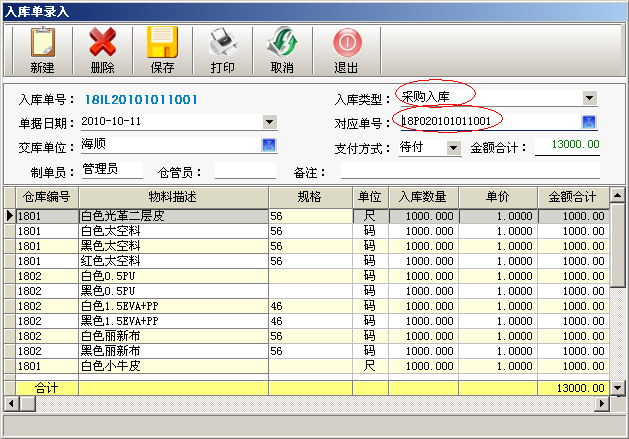 入库单录入
新建 删除 保存 打印 取消 退出
入库单号： 18IL20101011001 入库类型： 采购入库
单据日期： 2010-10-11 对应单号： 18PO20101011001
交库单位： 海顺 支付方式： 待付 金额合计： 13000.00
制单员： 管理员 仓管员： 备注：
仓库编号 物料描述 规格 单位 入库数量 单价 金额合计
1801 白色光革二层皮 56 尺 1000.000 1.0000 1000.00
1801 白色太空料 56 码 1000.000 1.0000 1000.00
1801 黑色太空料 56 码 1000.000 1.0000 1000.00
1801 红色太空料 56 码 1000.000 1.0000 1000.00
1802 白色0.5PU 码 1000.000 1.0000 1000.00
1802 黑色0.5PU 码 1000.000 1.0000 1000.00
1802 白色1.5EVA+PP 46 码 1000.000 1.0000 1000.00
1802 黑色1.5EVA+PP 46 码 1000.000 1.0000 1000.00
1802 白色丽新布 56 码 1000.000 1.0000 1000.00
1802 黑色丽新布 56 码 1000.000 1.0000 1000.00
1801 白色小牛皮 码 1000.000 1.0000 1000.00
合计 13000.00